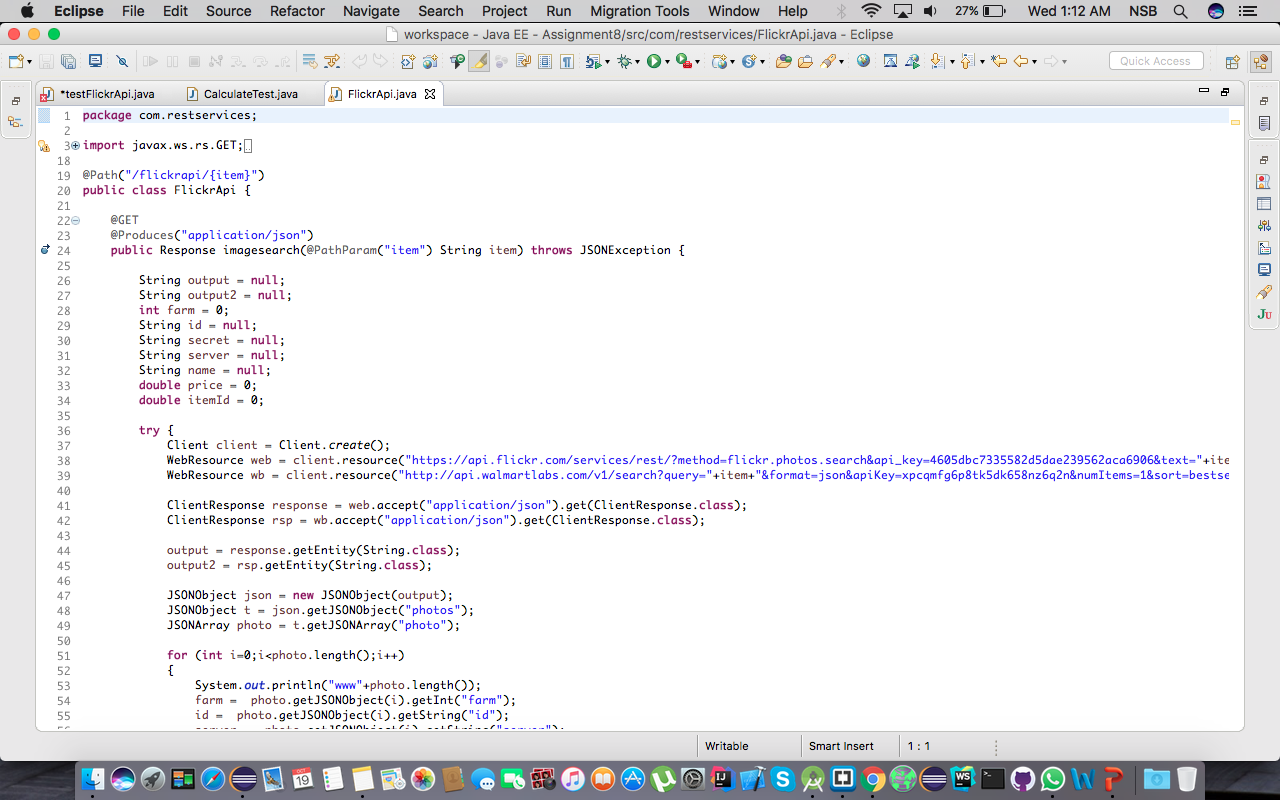 Eclipse File Edit Source Refactor Navigate Search Project Run Migration Tools Window Help 27% Wed 1:12 AM NSB
workspace - Java EE - Assignment8/src/com/restservices/FlickrApi.java - Eclipse
Quick Access
*testFlickrApi.java CalculateTest.java FlickrApi.java
1 package com.restservices;
2
3 import javax.ws.rs.GET;
18
19 @Path("/flickrapi/{item}")
20 public class FlickrApi {
21
22 @GET
23 @Produces("application/json")
24 public Response imagesearch(@PathParam("item") String item) throws JSONException {
25
26 String output = null;
27 String output2 = null;
28 int farm = 0;
29 String id = null;
30 String secret = null;
31 String server = null;
32 String name = null;
33 double price = 0;
34 double itemId = 0;
35
36 try {
37 Client client = Client.create();
38 WebResource web = client.resource("https://api.flickr.com/services/rest/?method=flickr.photos.search&api_key=4605dbc7335582d5dae239562aca6906&text="+ite
39 WebResource wb = client.resource("http://api.walmartlabs.com/v1/search?query="+item+"&format=json&apiKey=xpcqmfg6p8tk5dk658nz6q2n&numItems=1&sort=bestse
40
41 ClientResponse response = web.accept("application/json").get(ClientResponse.class);
42 ClientResponse rsp = wb.accept("application/json").get(ClientResponse.class);
43
44 output = response.getEntity(String.class);
45 output2 = rsp.getEntity(String.class);
46
47 JSONObject json = new JSONObject(output);
48 JSONObject t = json.getJSONObject("photos");
49 JSONArray photo = t.getJSONArray("photo");
50
51 for (int i=0;i<photo.length();i++)
52 {
53 System.out.println("www"+photo.length());
54 farm = photo.getJSONObject(i).getInt("farm");
55 id = photo.getJSONObject(i).getString("id");
Writable Smart Insert 1 : 1